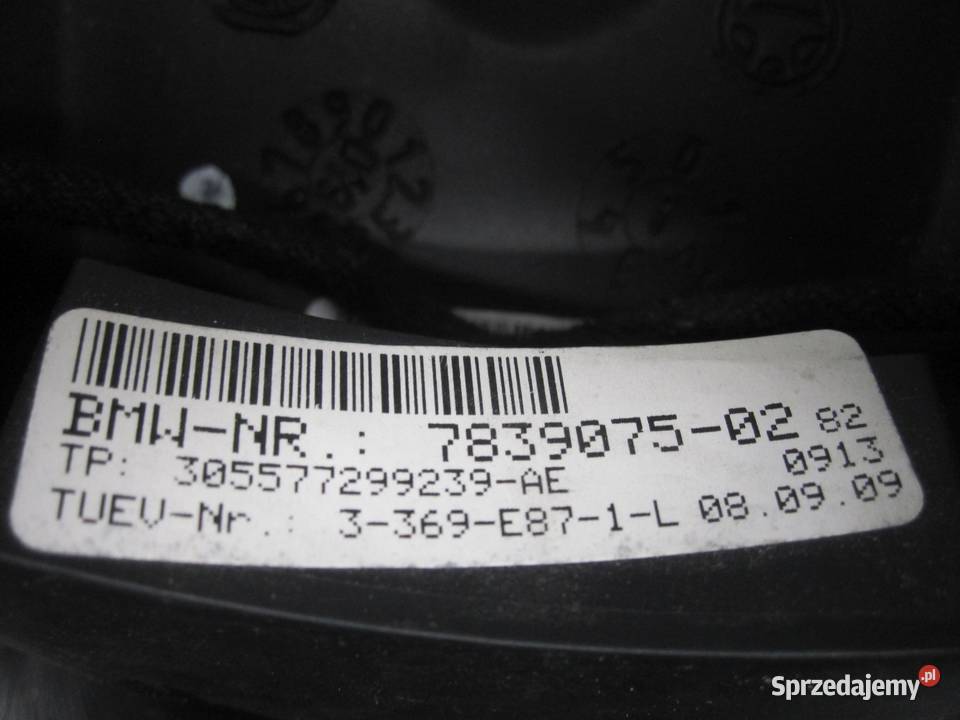 BMW-NR.: 7839075-02 82
TP: 305577299239-AE 0913
TUEV-Nr.: 3-369-E87-1-L 08.09.09
Sprzedajemy.pl